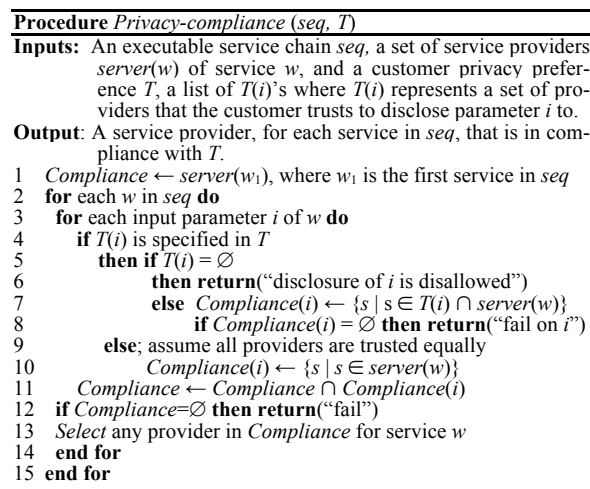 Procedure Privacy-compliance (seq, T)
Inputs: An executable service chain seq, a set of service providers
server(w) of service w, and a customer privacy prefer-
ence T, a list of T(i)'s where T(i) represents a set of pro-
viders that the customer trusts to disclose parameter i to.
Output: A service provider, for each service in seq, that is in com-
pliance with T.
1 Compliance ← server(w₁), where w₁ is the first service in seq
2 for each w in seq do
3 for each input parameter i of w do
4 if T(i) is specified in T
5 then if T(i) = ∅
6 then return(“disclosure of i is disallowed”)
7 else Compliance(i) ← {s | s ∈ T(i) ∩ server(w)}
8 if Compliance(i) = ∅ then return(“fail on i”)
9 else; assume all providers are trusted equally
10 Compliance(i) ← {s | s ∈ server(w)}
11 Compliance ← Compliance ∩ Compliance(i)
12 if Compliance=∅ then return(“fail”)
13 Select any provider in Compliance for service w
14 end for
15 end for